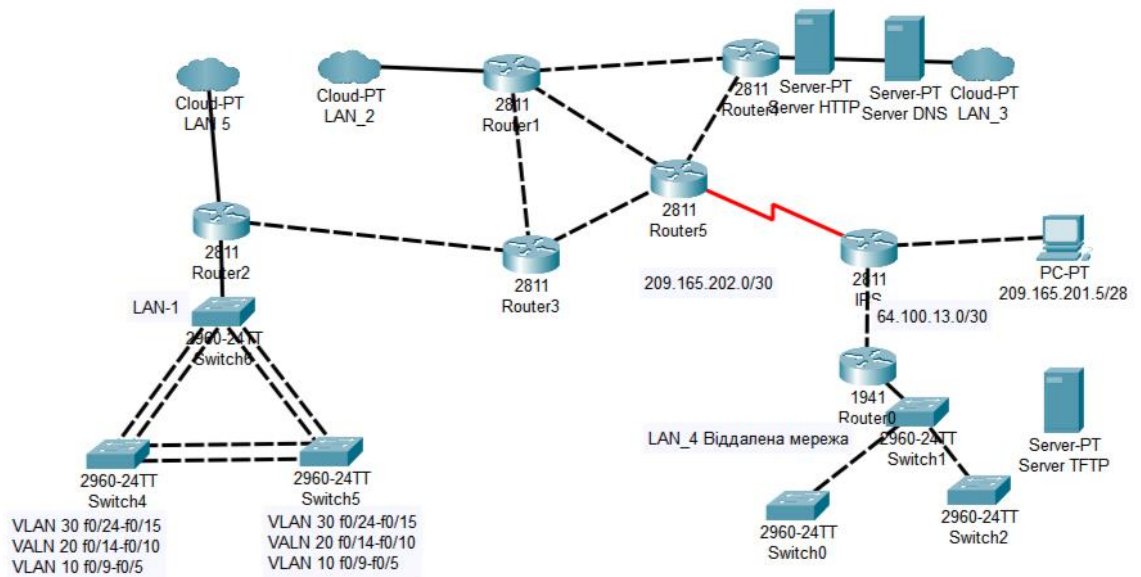 Cloud-PT
LAN 5
Cloud-PT
LAN_2
2811
Router1
2811
Router4
Server-PT
Server HTTP
Server-PT
Server DNS
Cloud-PT
LAN_3
2811
Router2
2811
Router3
2811
Router5
209.165.202.0/30
2811
IPS
PC-PT
209.165.201.5/28
64.100.13.0/30
LAN-1
2960-24TT
Switch6
1941
Router0
LAN_4 Віддалена мережа
2960-24TT
Switch1
Server-PT
Server TFTP
2960-24TT
Switch4
2960-24TT
Switch5
2960-24TT
Switch0
2960-24TT
Switch2
VLAN 30 f0/24-f0/15
VALN 20 f0/14-f0/10
VLAN 10 f0/9-f0/5
VLAN 30 f0/24-f0/15
VALN 20 f0/14-f0/10
VLAN 10 f0/9-f0/5